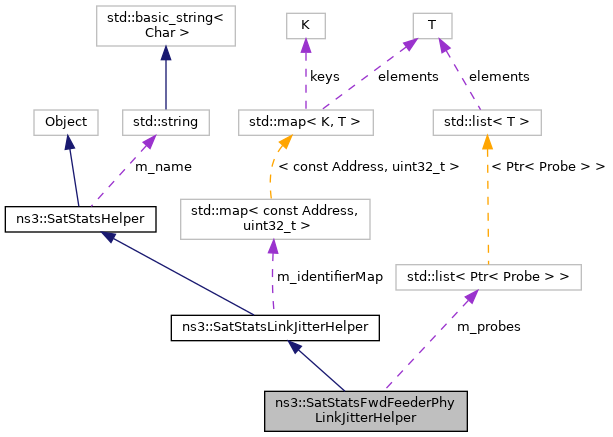 std::basic_string<
Char >
K
T
keys
elements
elements
Object
std::string
std::map< K, T >
std::list< T >
m_name
< const Address, uint32_t >
< Ptr< Probe > >
ns3::SatStatsHelper
std::map< const Address,
uint32_t >
m_identifierMap
std::list< Ptr< Probe > >
ns3::SatStatsLinkJitterHelper
m_probes
ns3::SatStatsFwdFeederPhy
LinkJitterHelper